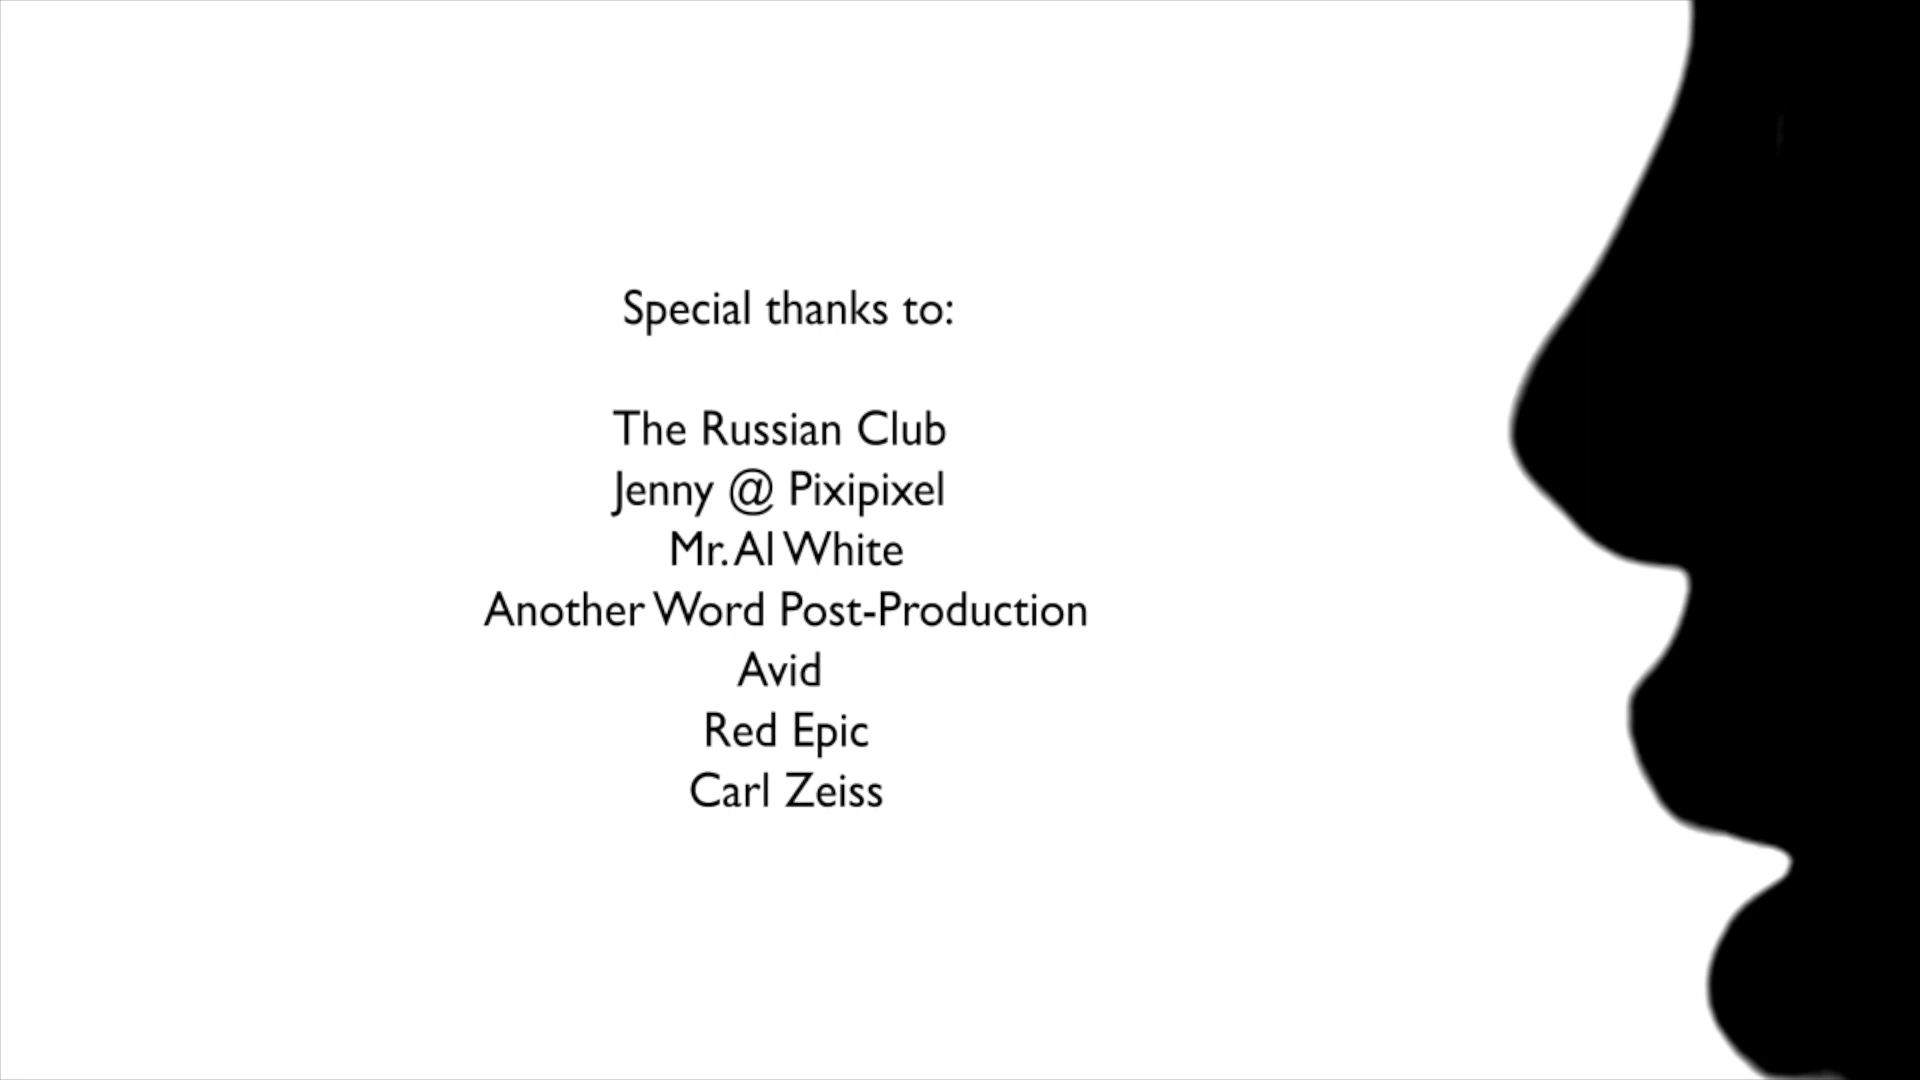 Special thanks to:
The Russian Club
Jenny @ Pixipixel
Mr. Al White
Another Word Post-Production
Avid
Red Epic
Carl Zeiss